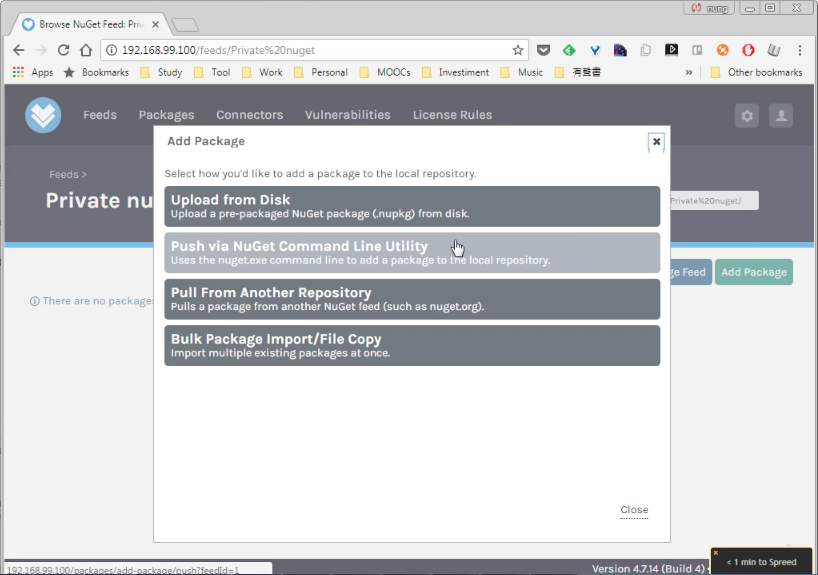 Browse NuGet Feed: Priv
192.168.99.100/feeds/Private%20nuget
Apps
Bookmarks
Study
Tool
Work
Personal
MOOCs
Investiment
Music
有聲書
»
Other bookmarks
Feeds
Packages
Connectors
Vulnerabilities
License Rules
Feeds >
Private nu
Private%20nuget/
ge Feed
Add Package
There are no packages
Add Package
Select how you'd like to add a package to the local repository.
Upload from Disk
Upload a pre-packaged NuGet package (.nupkg) from disk.
Push via NuGet Command Line Utility
Uses the nuget.exe command line to add a package to the local repository.
Pull From Another Repository
Pulls a package from another NuGet feed (such as nuget.org).
Bulk Package Import/File Copy
Import multiple existing packages at once.
Close
192.168.99.100/packages/add-package/push?feedId=1
Version 4.7.14 (Build 4)
< 1 min to Spreed